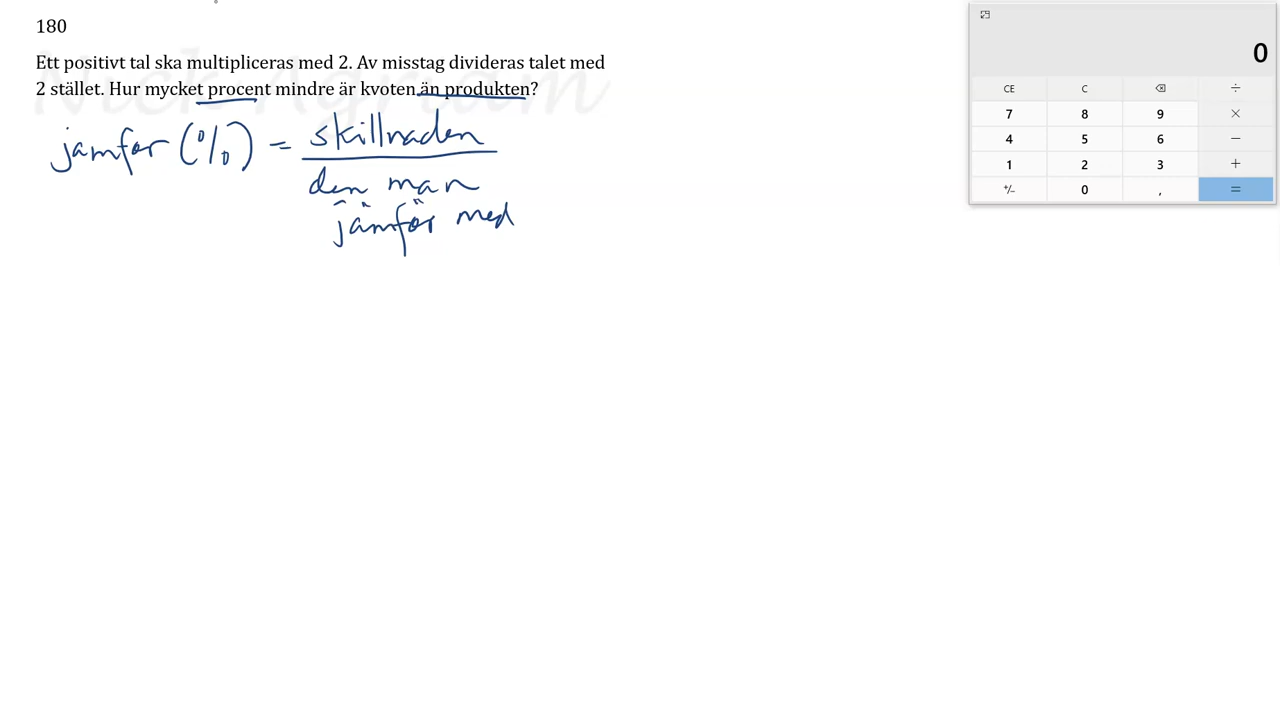 180
Ett positivt tal ska multipliceras med 2. Av misstag divideras talet med
2 stället. Hur mycket procent mindre är kvoten än produkten?
jämför (%) = skillnaden
den man
jämför med
0
CE C ⌫ ÷
7 8 9 ×
4 5 6 −
1 2 3 +
+/− 0 , =